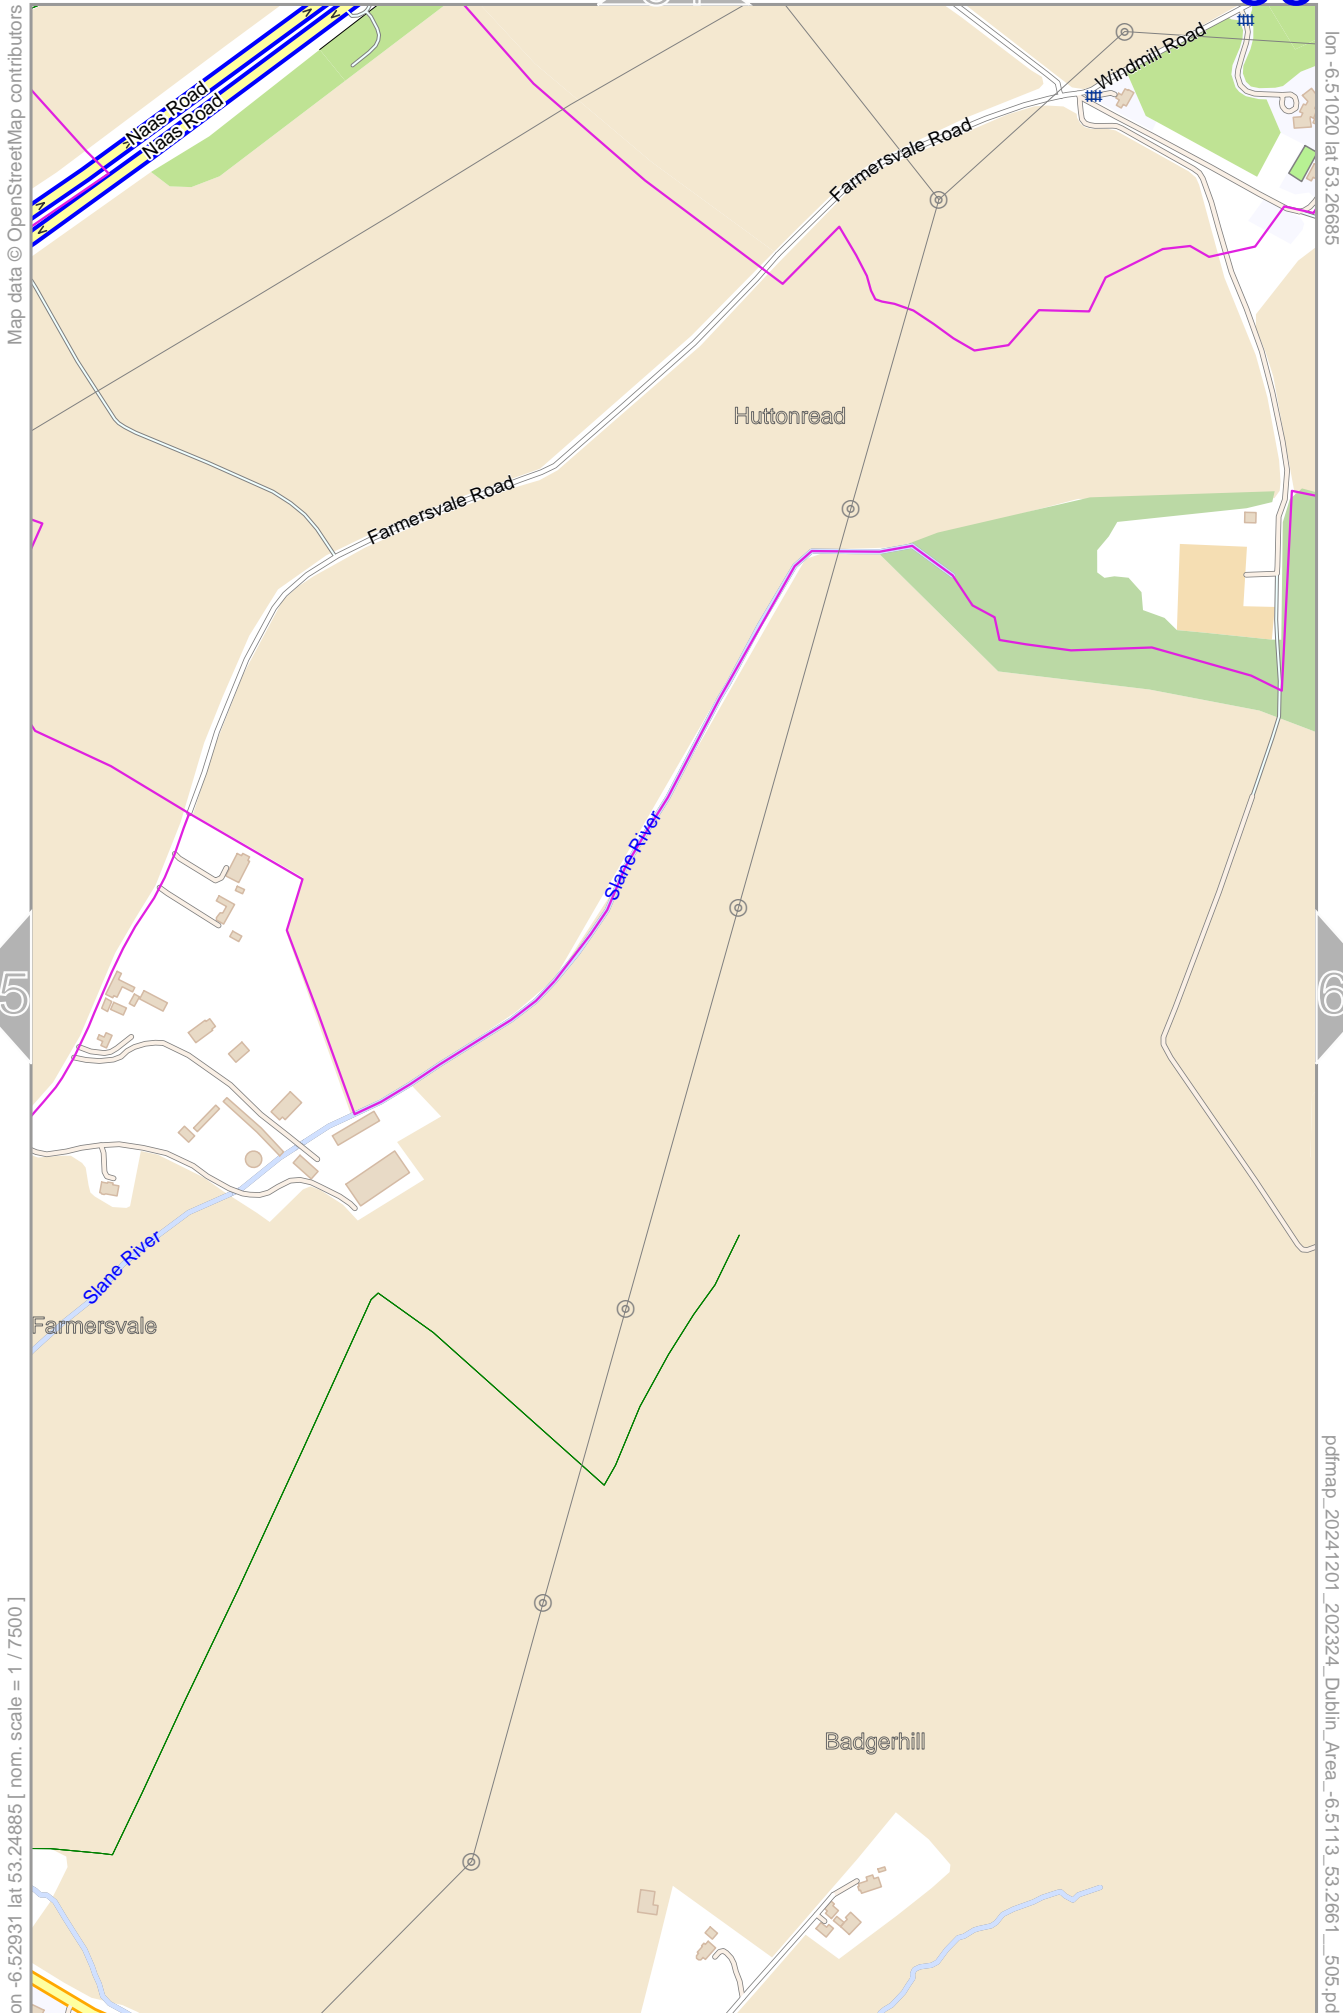 Map data © OpenStreetMap contributors
lon -6.51020 lat 53.26685
Windmill Road
Naas Road
Naas Road
Farmersvale Road
Huttonread
Farmersvale Road
Slane River
5
6
Slane River
Farmersvale
Badgerhill
on -6.52931 lat 53.24885 [ nom. scale = 1 / 7500 ]
pdfmap_20241201_202324_Dublin_Area_-6.5113_53.2661__505.pd